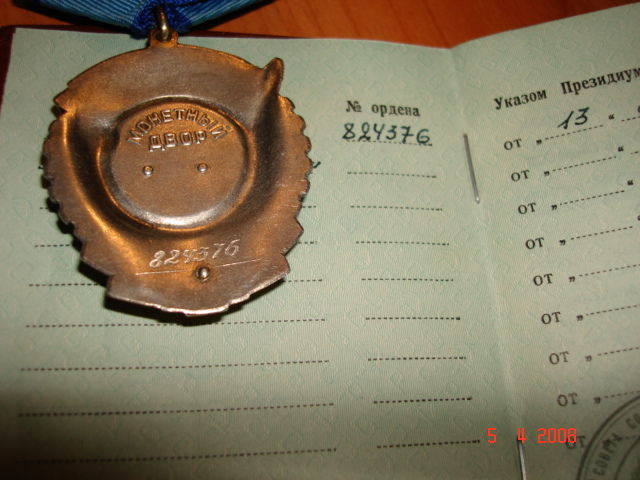 МОНЕТНЫЙ
ДВОР
824376
№ ордена
824376
Указом Президиум
от „ 13 “
от „ “
от „ “
от „
от „
от „
от „
от „
от
5 4 2008